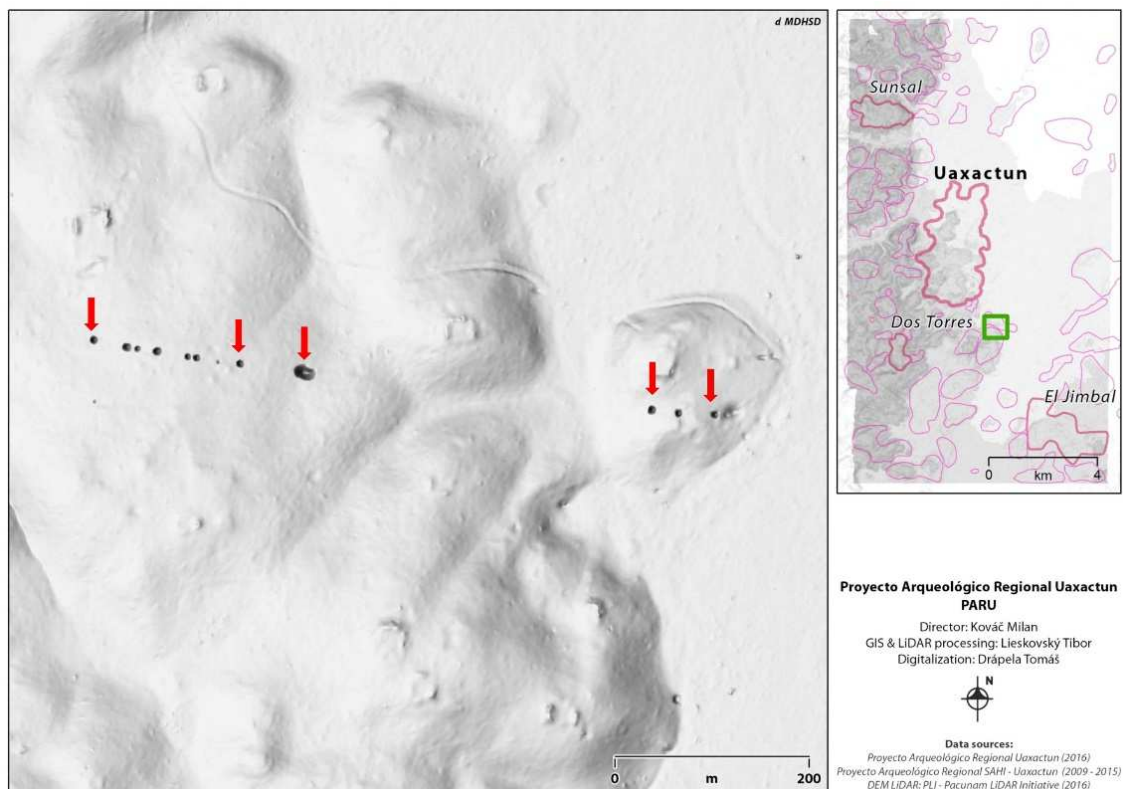 d MDHSD
Sunsal
Uaxactun
Dos Torres
El Jimbal
0 km 4
0 m 200
Proyecto Arqueológico Regional Uaxactun
PARU
Director: Kováč Milan
GIS & LiDAR processing: Lieskovský Tibor
Digitalization: Drápela Tomáš
N
Data sources:
Proyecto Arqueológico Regional Uaxactun (2016)
Proyecto Arqueológico Regional SAHI - Uaxactun (2009 - 2015)
DEM LiDAR: PLI - Pacunam LiDAR Initiative (2016)